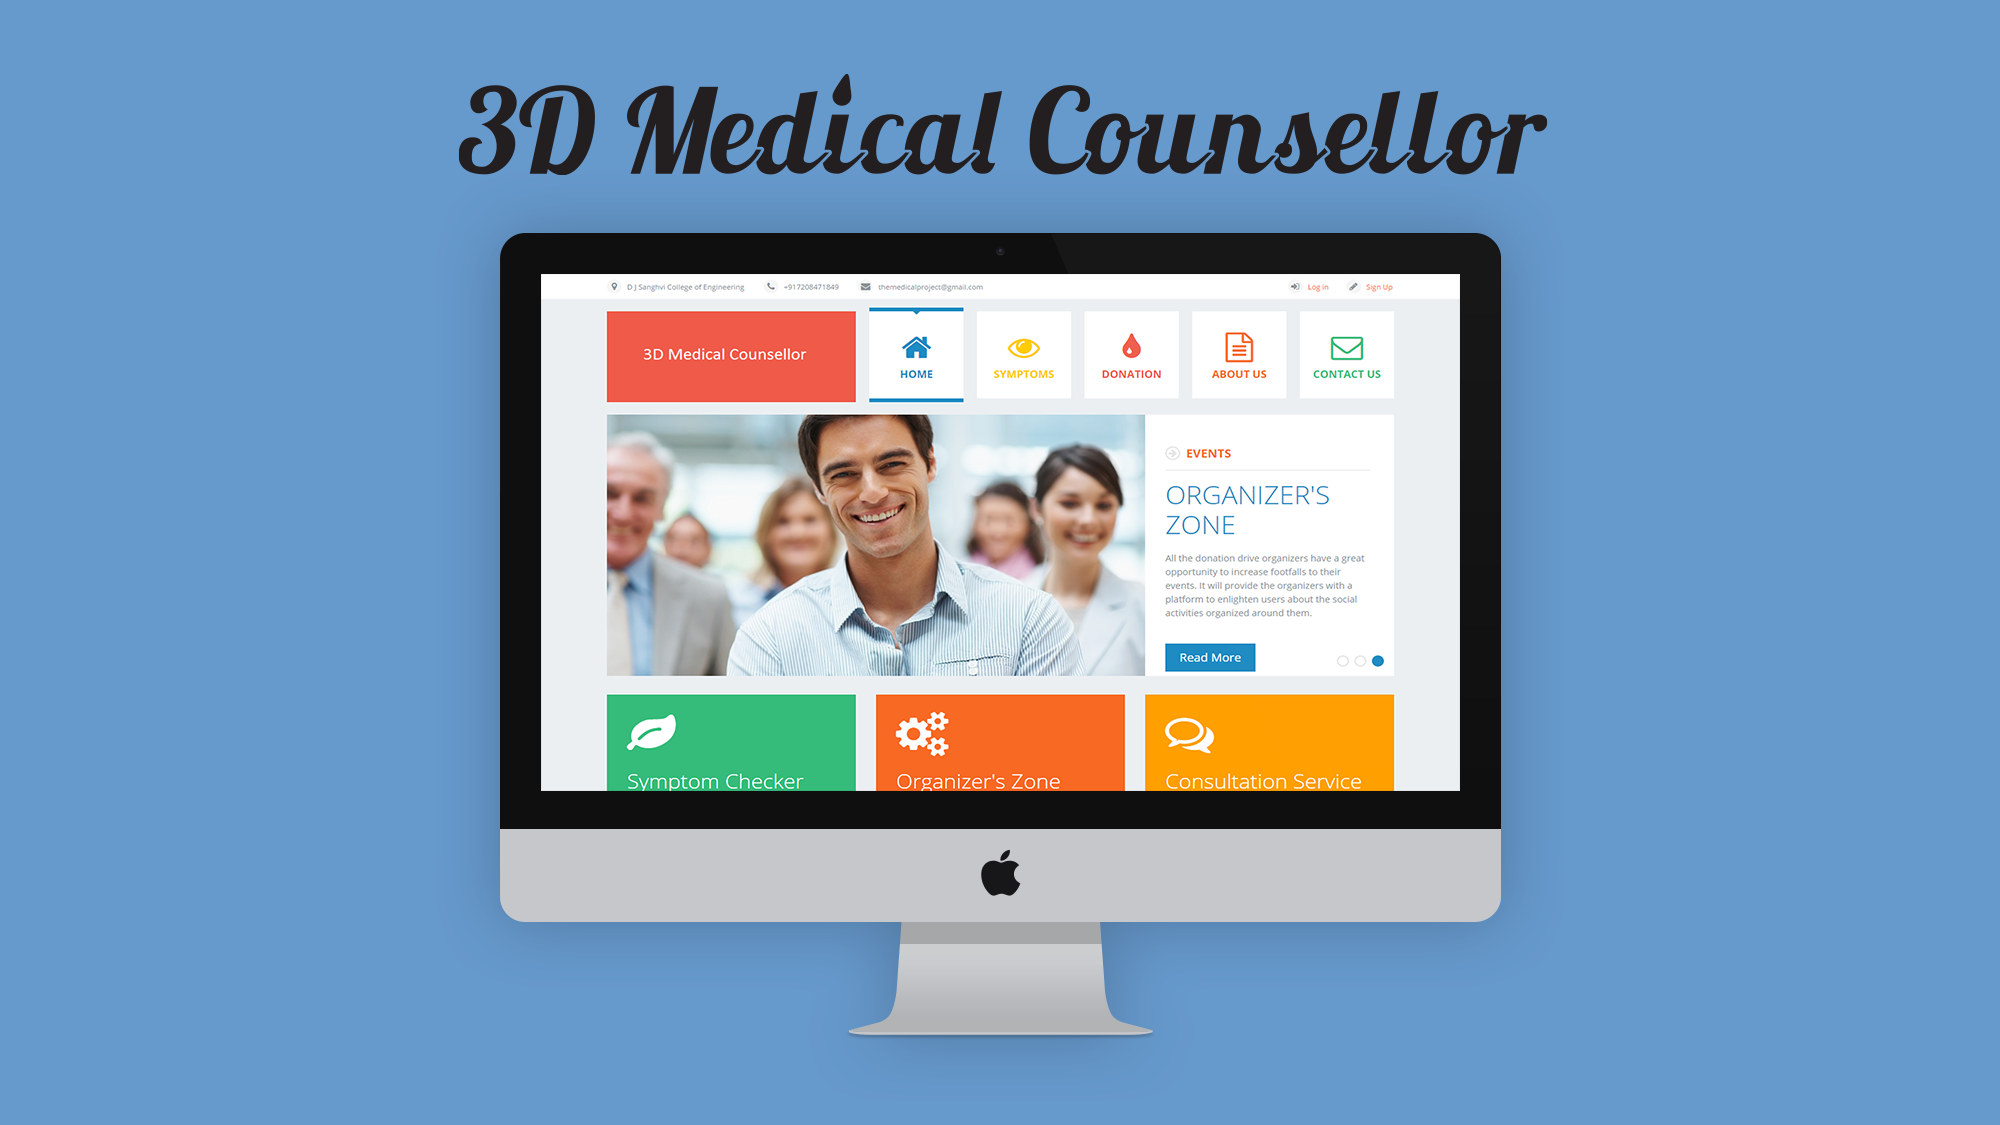 3D Medical Counsellor
D J Sanghvi College of Engineering +917208471849 themedicalproject@gmail.com Log in Sign Up
3D Medical Counsellor
HOME SYMPTOMS DONATION ABOUT US CONTACT US
EVENTS
ORGANIZER'S
ZONE
All the donation drive organizers have a great
opportunity to increase footfalls to their
events. It will provide the organizers with a
platform to enlighten users about the social
activities organized around them.
Read More
Symptom Checker Organizer's Zone Consultation Service